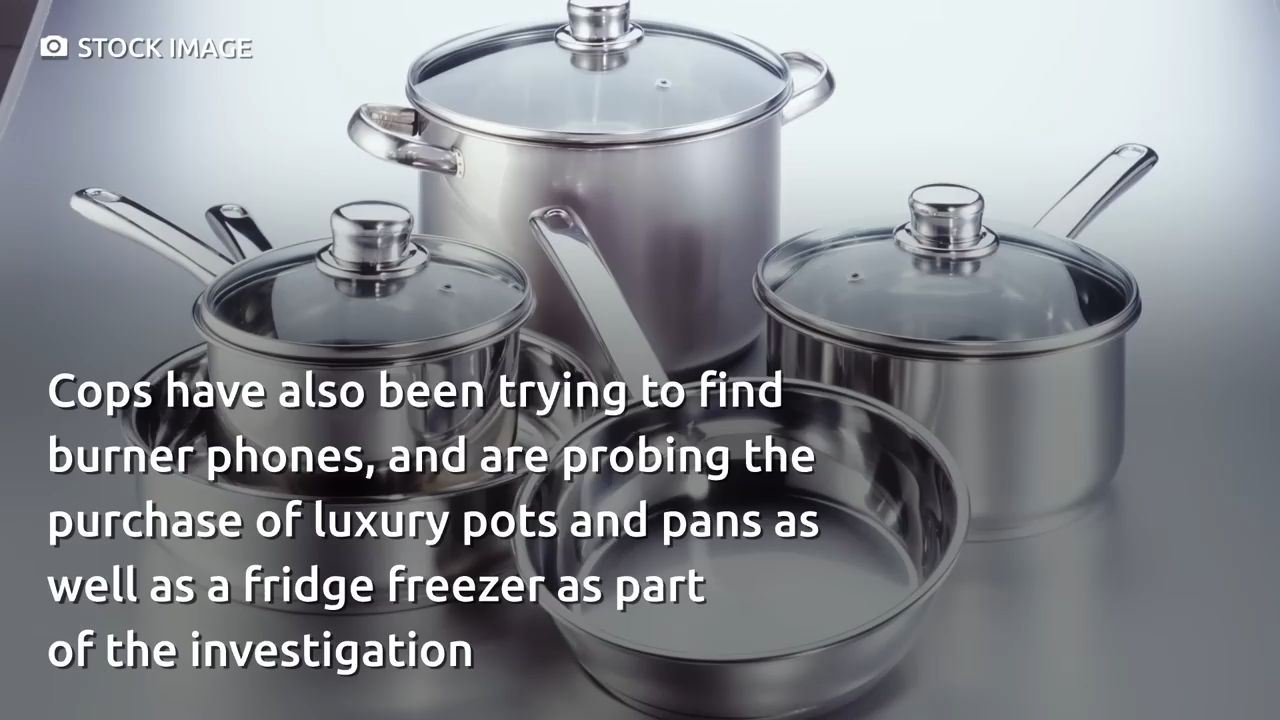 STOCK IMAGE
Cops have also been trying to find
burner phones, and are probing the
purchase of luxury pots and pans as
well as a fridge freezer as part
of the investigation